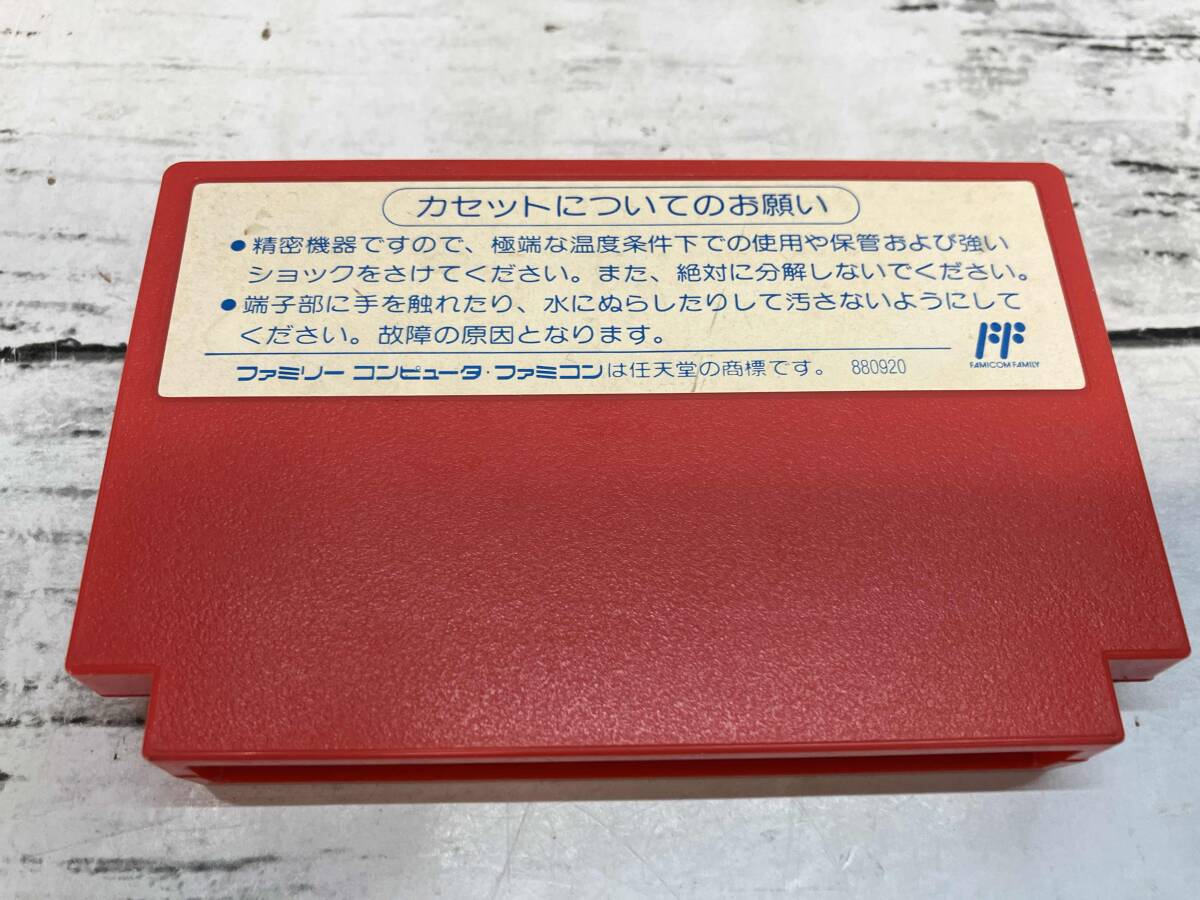 カセットについてのお願い
●精密機器ですので、極端な温度条件下での使用や保管および強い
ショックをさけてください。また、絶対に分解しないでください。
●端子部に手を触れたり、水にぬらしたりして汚さないようにして
ください。故障の原因となります。
ファミリー コンピュータ・ファミコンは任天堂の商標です。 880920
FAMICOM FAMILY